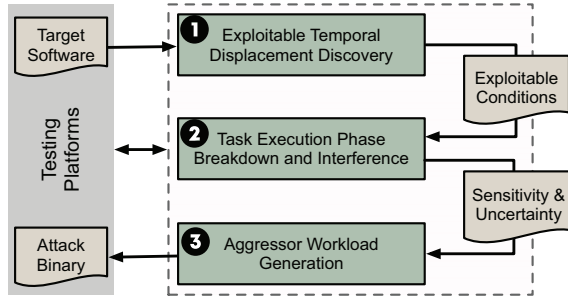 Target
Software
1
Exploitable Temporal
Displacement Discovery
Exploitable
Conditions
Testing
Platforms
2
Task Execution Phase
Breakdown and Interference
Sensitivity &
Uncertainty
3
Aggressor Workload
Generation
Attack
Binary